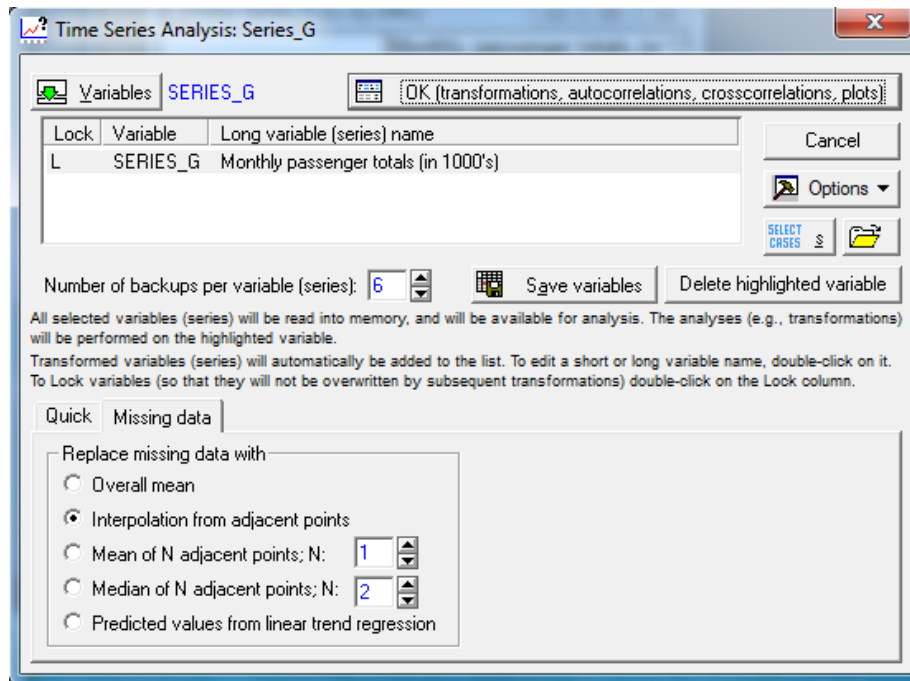 Time Series Analysis: Series_G
x
Variables SERIES_G OK (transformations, autocorrelations, crosscorrelations, plots)
Lock Variable Long variable (series) name
L SERIES_G Monthly passenger totals (in 1000's)
Cancel
Options
SELECT CASES S
Number of backups per variable (series): 6 Save variables Delete highlighted variable
All selected variables (series) will be read into memory, and will be available for analysis. The analyses (e.g., transformations)
will be performed on the highlighted variable.
Transformed variables (series) will automatically be added to the list. To edit a short or long variable name, double-click on it.
To Lock variables (so that they will not be overwritten by subsequent transformations) double-click on the Lock column.
Quick Missing data
Replace missing data with
Overall mean
Interpolation from adjacent points
Mean of N adjacent points; N: 1
Median of N adjacent points; N: 2
Predicted values from linear trend regression